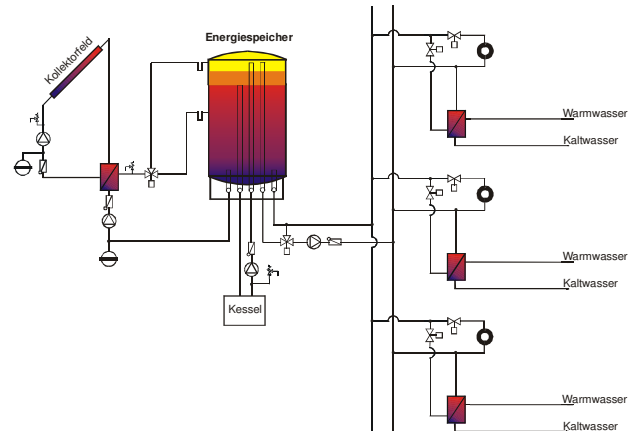 Energiespeicher
Kollektorfeld
Warmwasser
Kaltwasser
Warmwasser
Kaltwasser
Kessel
Warmwasser
Kaltwasser